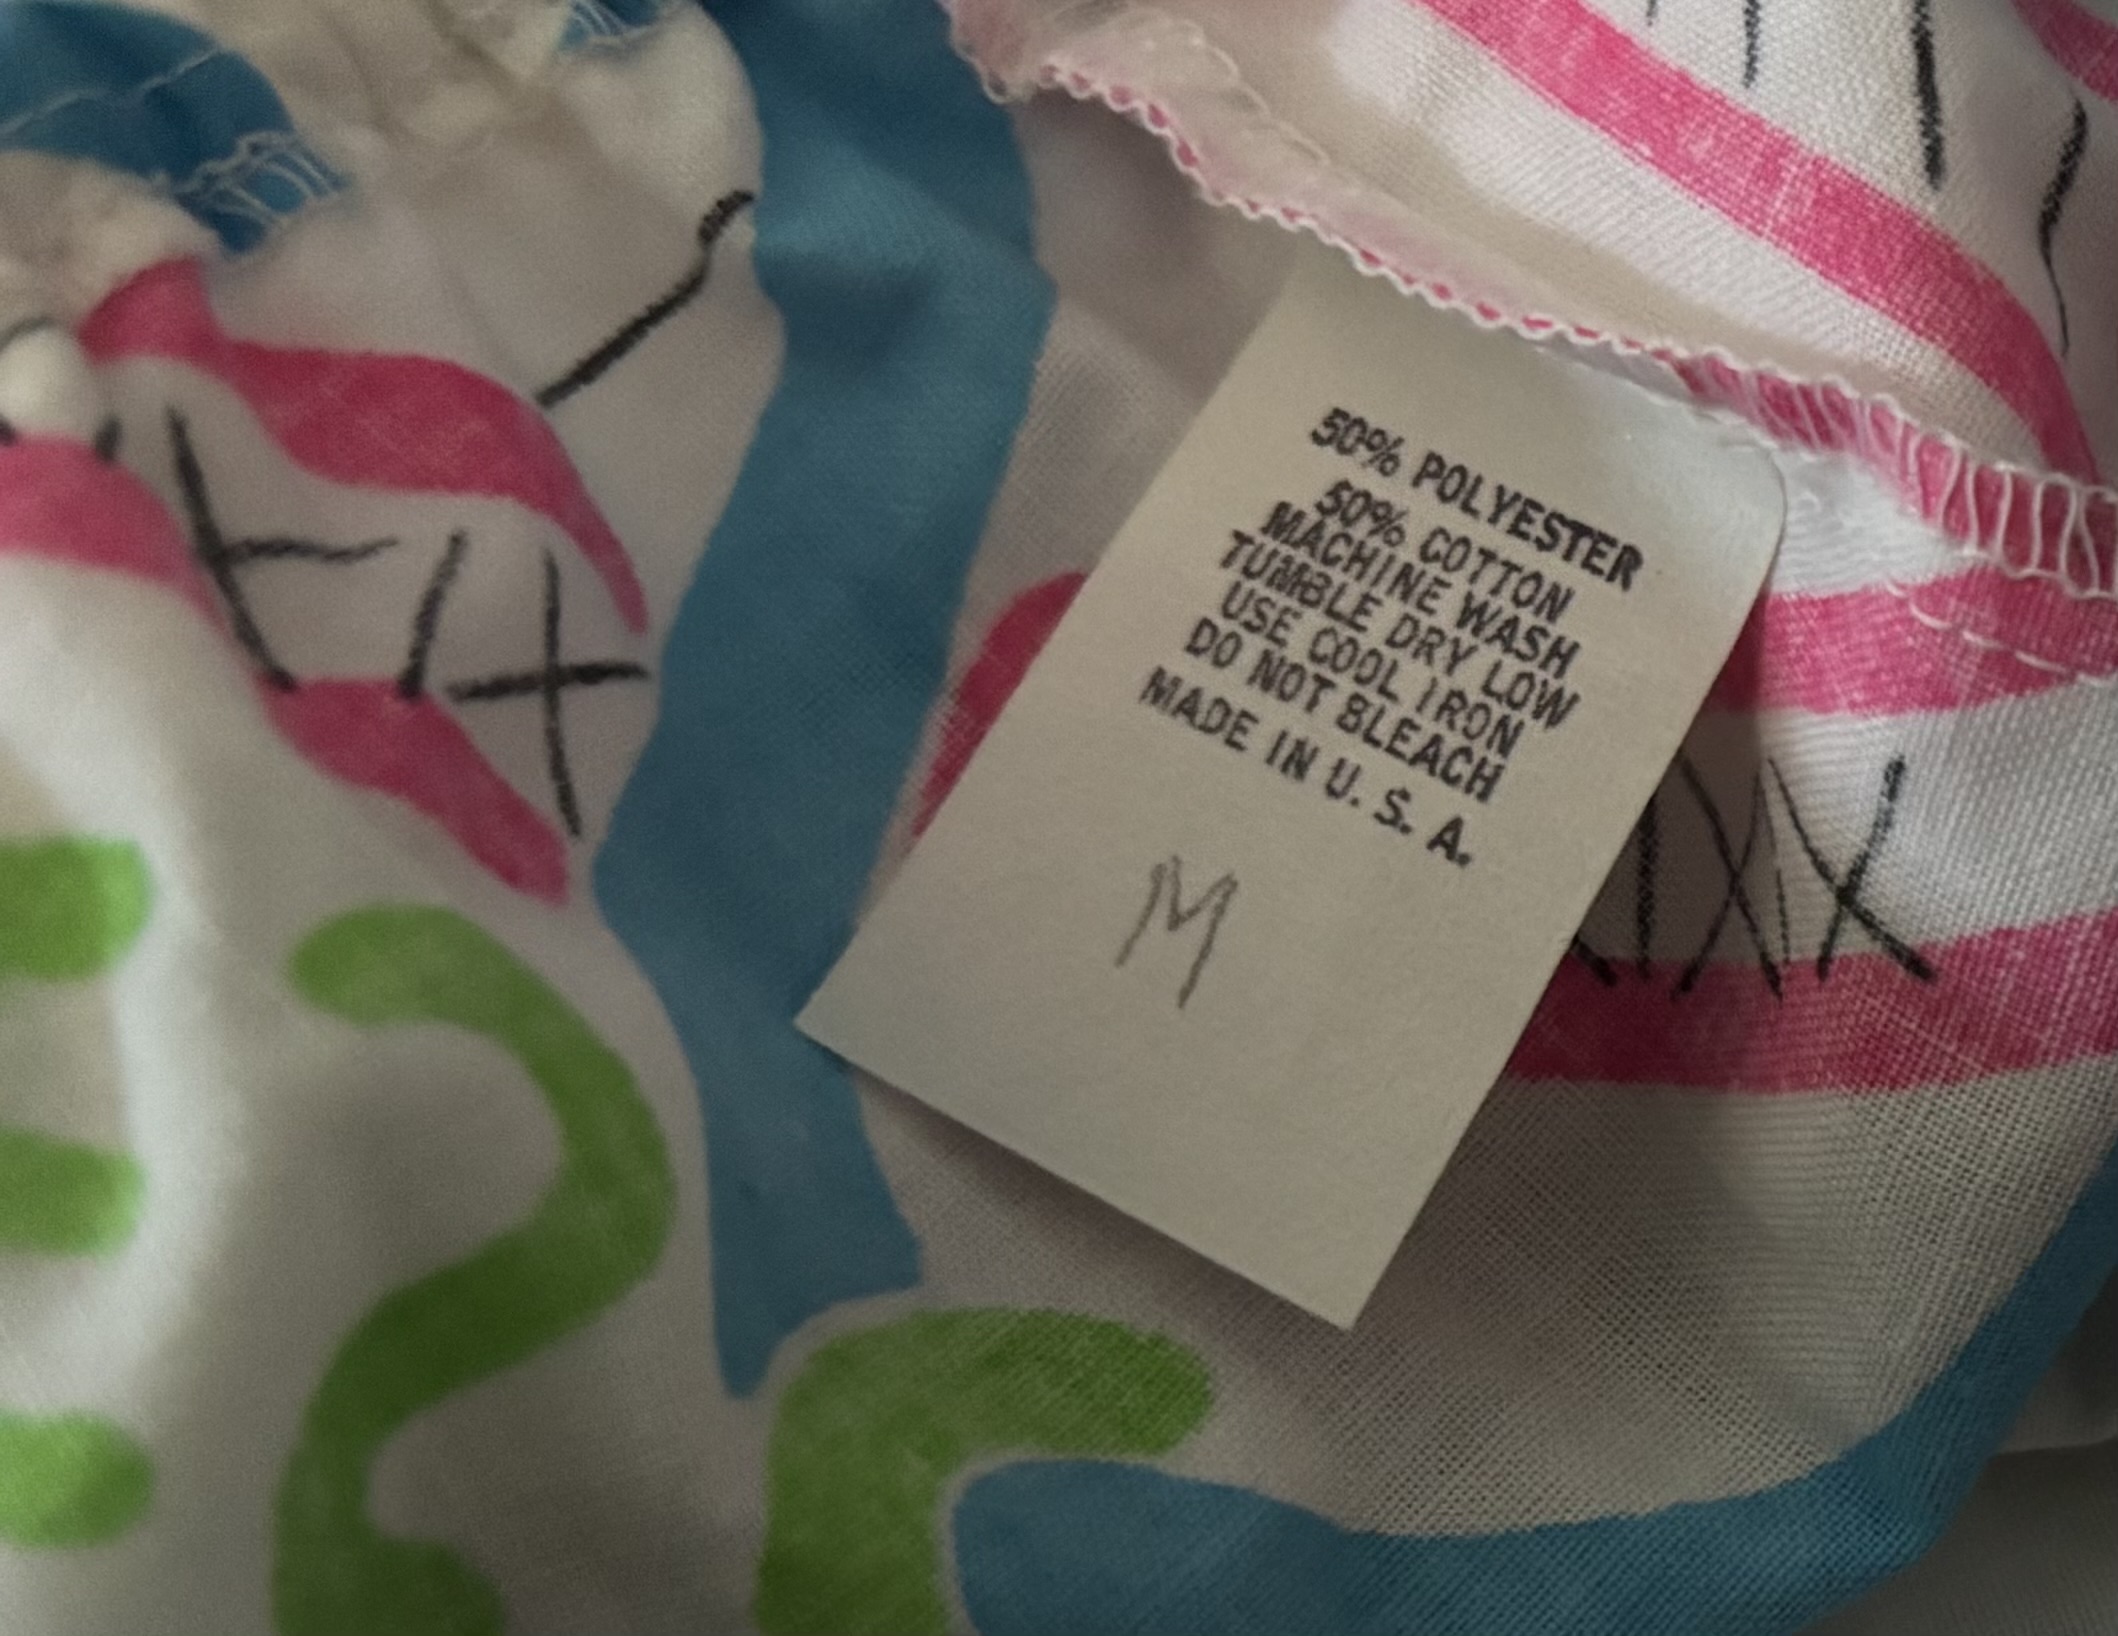 50% POLYESTER
50% COTTON
MACHINE WASH
TUMBLE DRY LOW
USE COOL IRON
DO NOT BLEACH
MADE IN U. S. A.
M